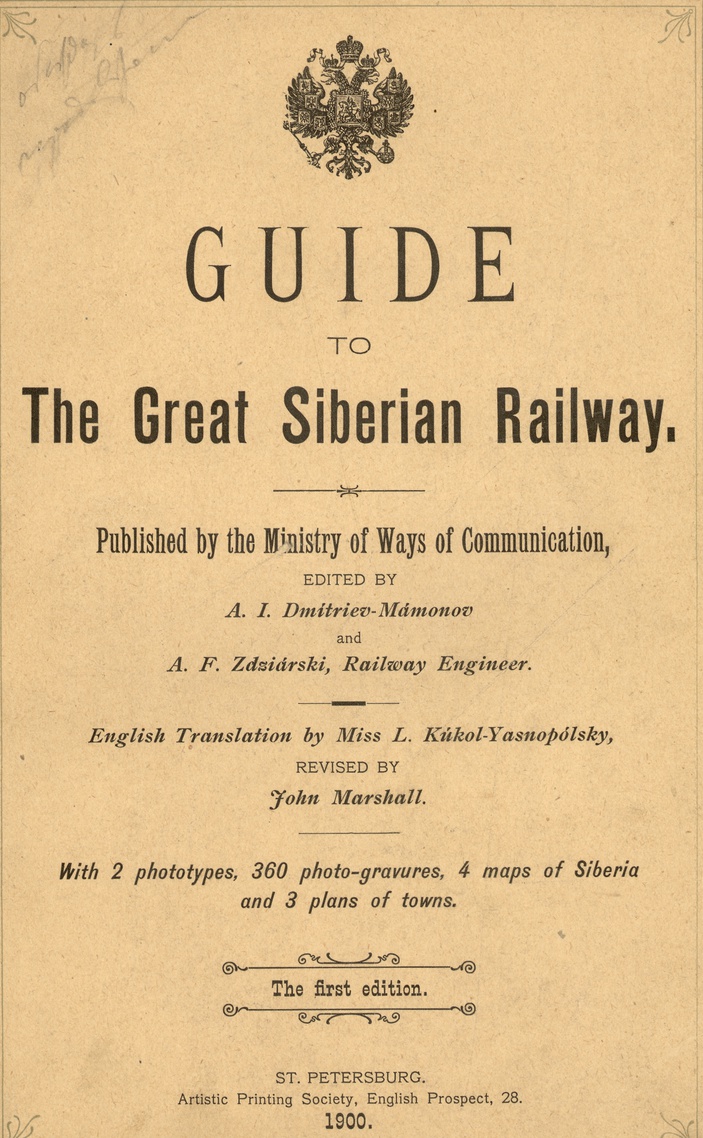 GUIDE
TO
The Great Siberian Railway.
Published by the Ministry of Ways of Communication,
EDITED BY
A. I. Dmítriev-Mámonov
and
A. F. Zdziárski, Railway Engineer.
English Translation by Miss L. Kúkol-Yasnopólsky,
REVISED BY
John Marshall.
With 2 phototypes, 360 photo-gravures, 4 maps of Siberia
and 3 plans of towns.
The first edition.
ST. PETERSBURG.
Artistic Printing Society, English Prospect, 28.
1900.